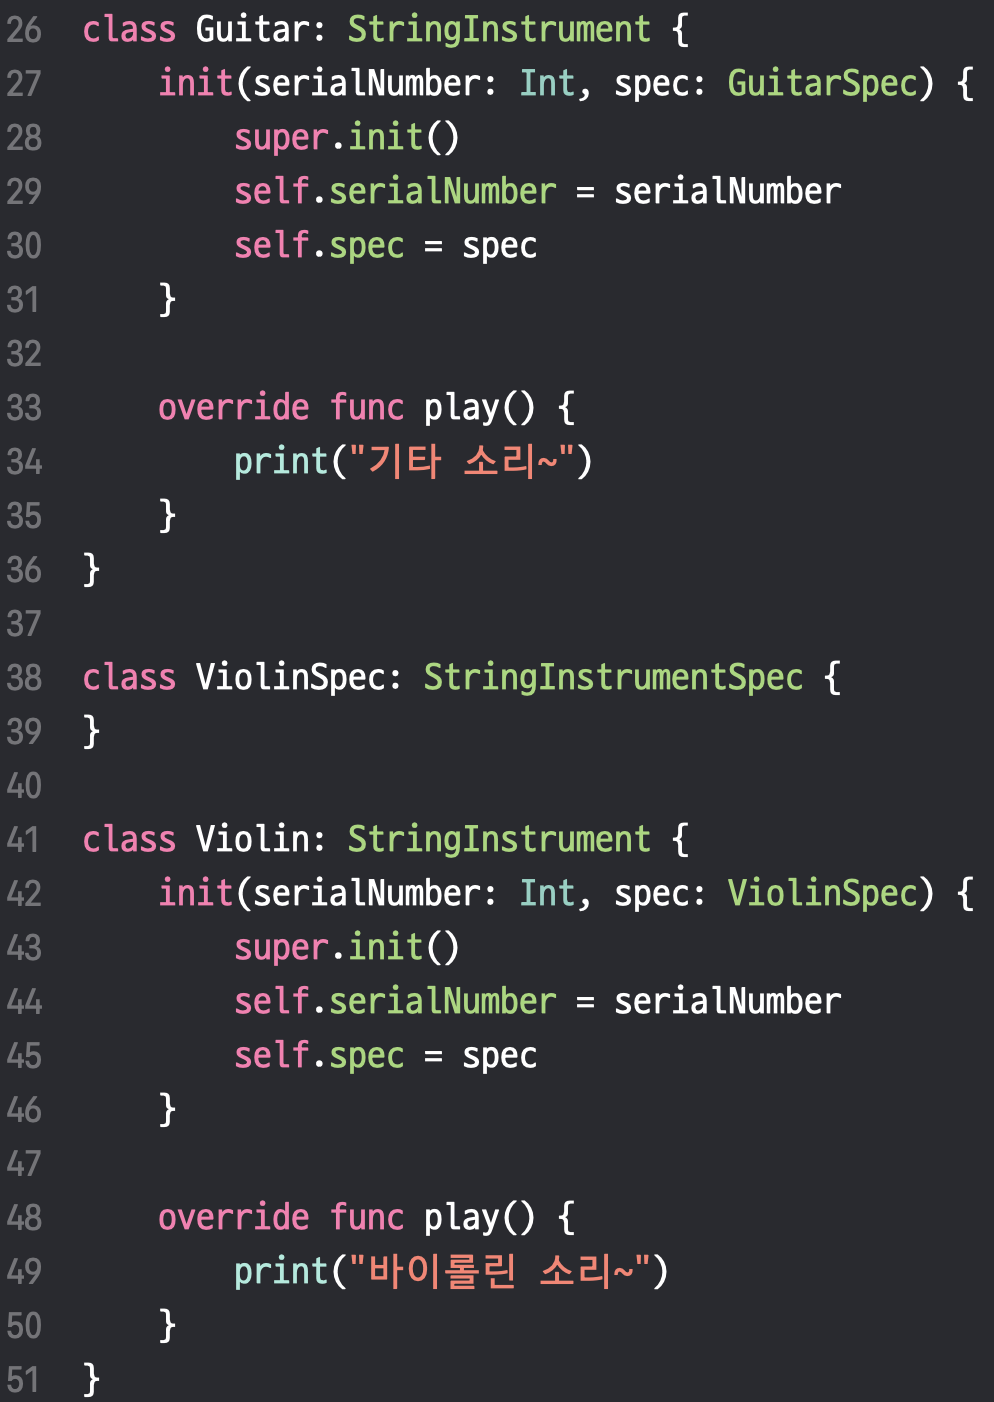 26 class Guitar: StringInstrument {
27     init(serialNumber: Int, spec: GuitarSpec) {
28         super.init()
29         self.serialNumber = serialNumber
30         self.spec = spec
31     }
32
33     override func play() {
34         print("기타 소리~")
35     }
36 }
37
38 class ViolinSpec: StringInstrumentSpec {
39 }
40
41 class Violin: StringInstrument {
42     init(serialNumber: Int, spec: ViolinSpec) {
43         super.init()
44         self.serialNumber = serialNumber
45         self.spec = spec
46     }
47
48     override func play() {
49         print("바이롤린 소리~")
50     }
51 }